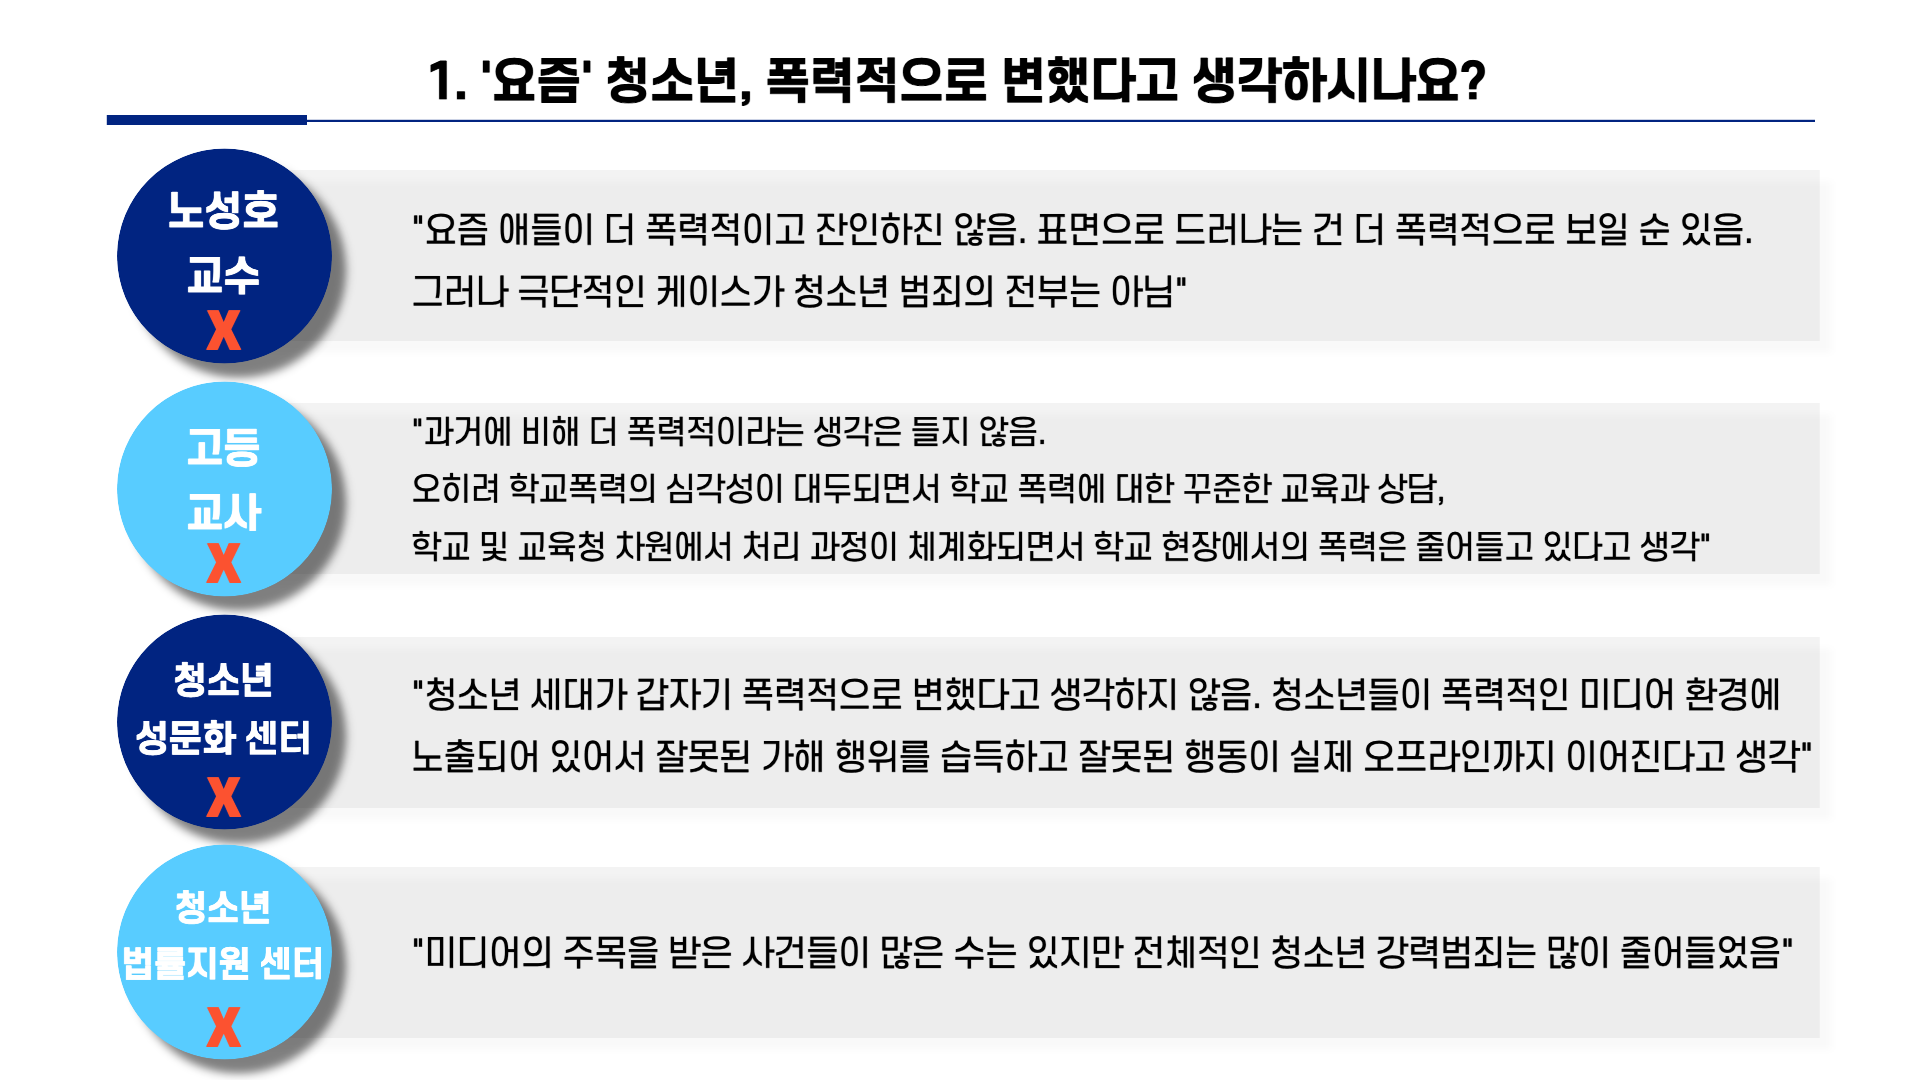 1. '요즘' 청소년, 폭력적으로 변했다고 생각하시나요?
노성호
교수
X
"요즘 애들이 더 폭력적이고 잔인하진 않음. 표면으로 드러나는 건 더 폭력적으로 보일 순 있음.
그러나 극단적인 케이스가 청소년 범죄의 전부는 아님"
고등
교사
X
"과거에 비해 더 폭력적이라는 생각은 들지 않음.
오히려 학교폭력의 심각성이 대두되면서 학교 폭력에 대한 꾸준한 교육과 상담,
학교 및 교육청 차원에서 처리 과정이 체계화되면서 학교 현장에서의 폭력은 줄어들고 있다고 생각"
청소년
성문화 센터
X
"청소년 세대가 갑자기 폭력적으로 변했다고 생각하지 않음. 청소년들이 폭력적인 미디어 환경에
노출되어 있어서 잘못된 가해 행위를 습득하고 잘못된 행동이 실제 오프라인까지 이어진다고 생각"
청소년
법률지원 센터
X
"미디어의 주목을 받은 사건들이 많은 수는 있지만 전체적인 청소년 강력범죄는 많이 줄어들었음"